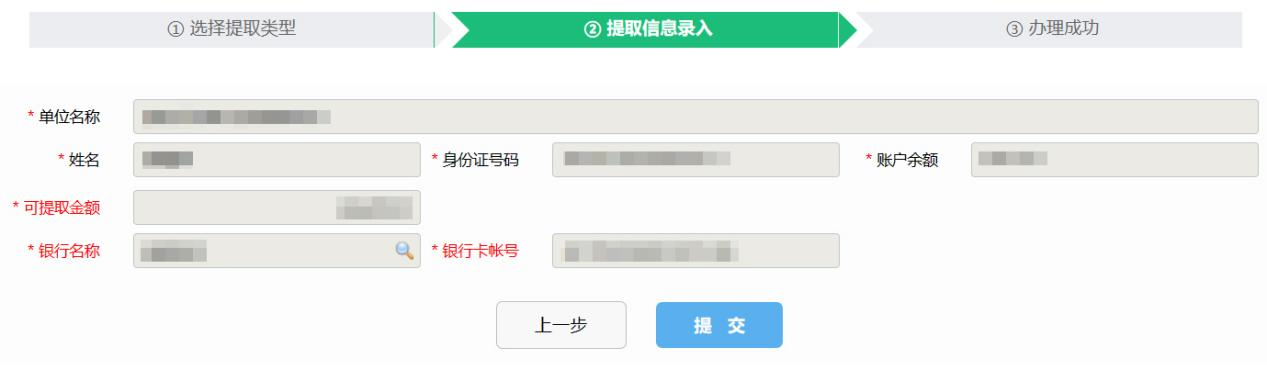 ① 选择提取类型 ② 提取信息录入 ③ 办理成功
* 单位名称
* 姓名 * 身份证号码 * 账户余额
* 可提取金额
* 银行名称 * 银行卡帐号
上一步 提 交